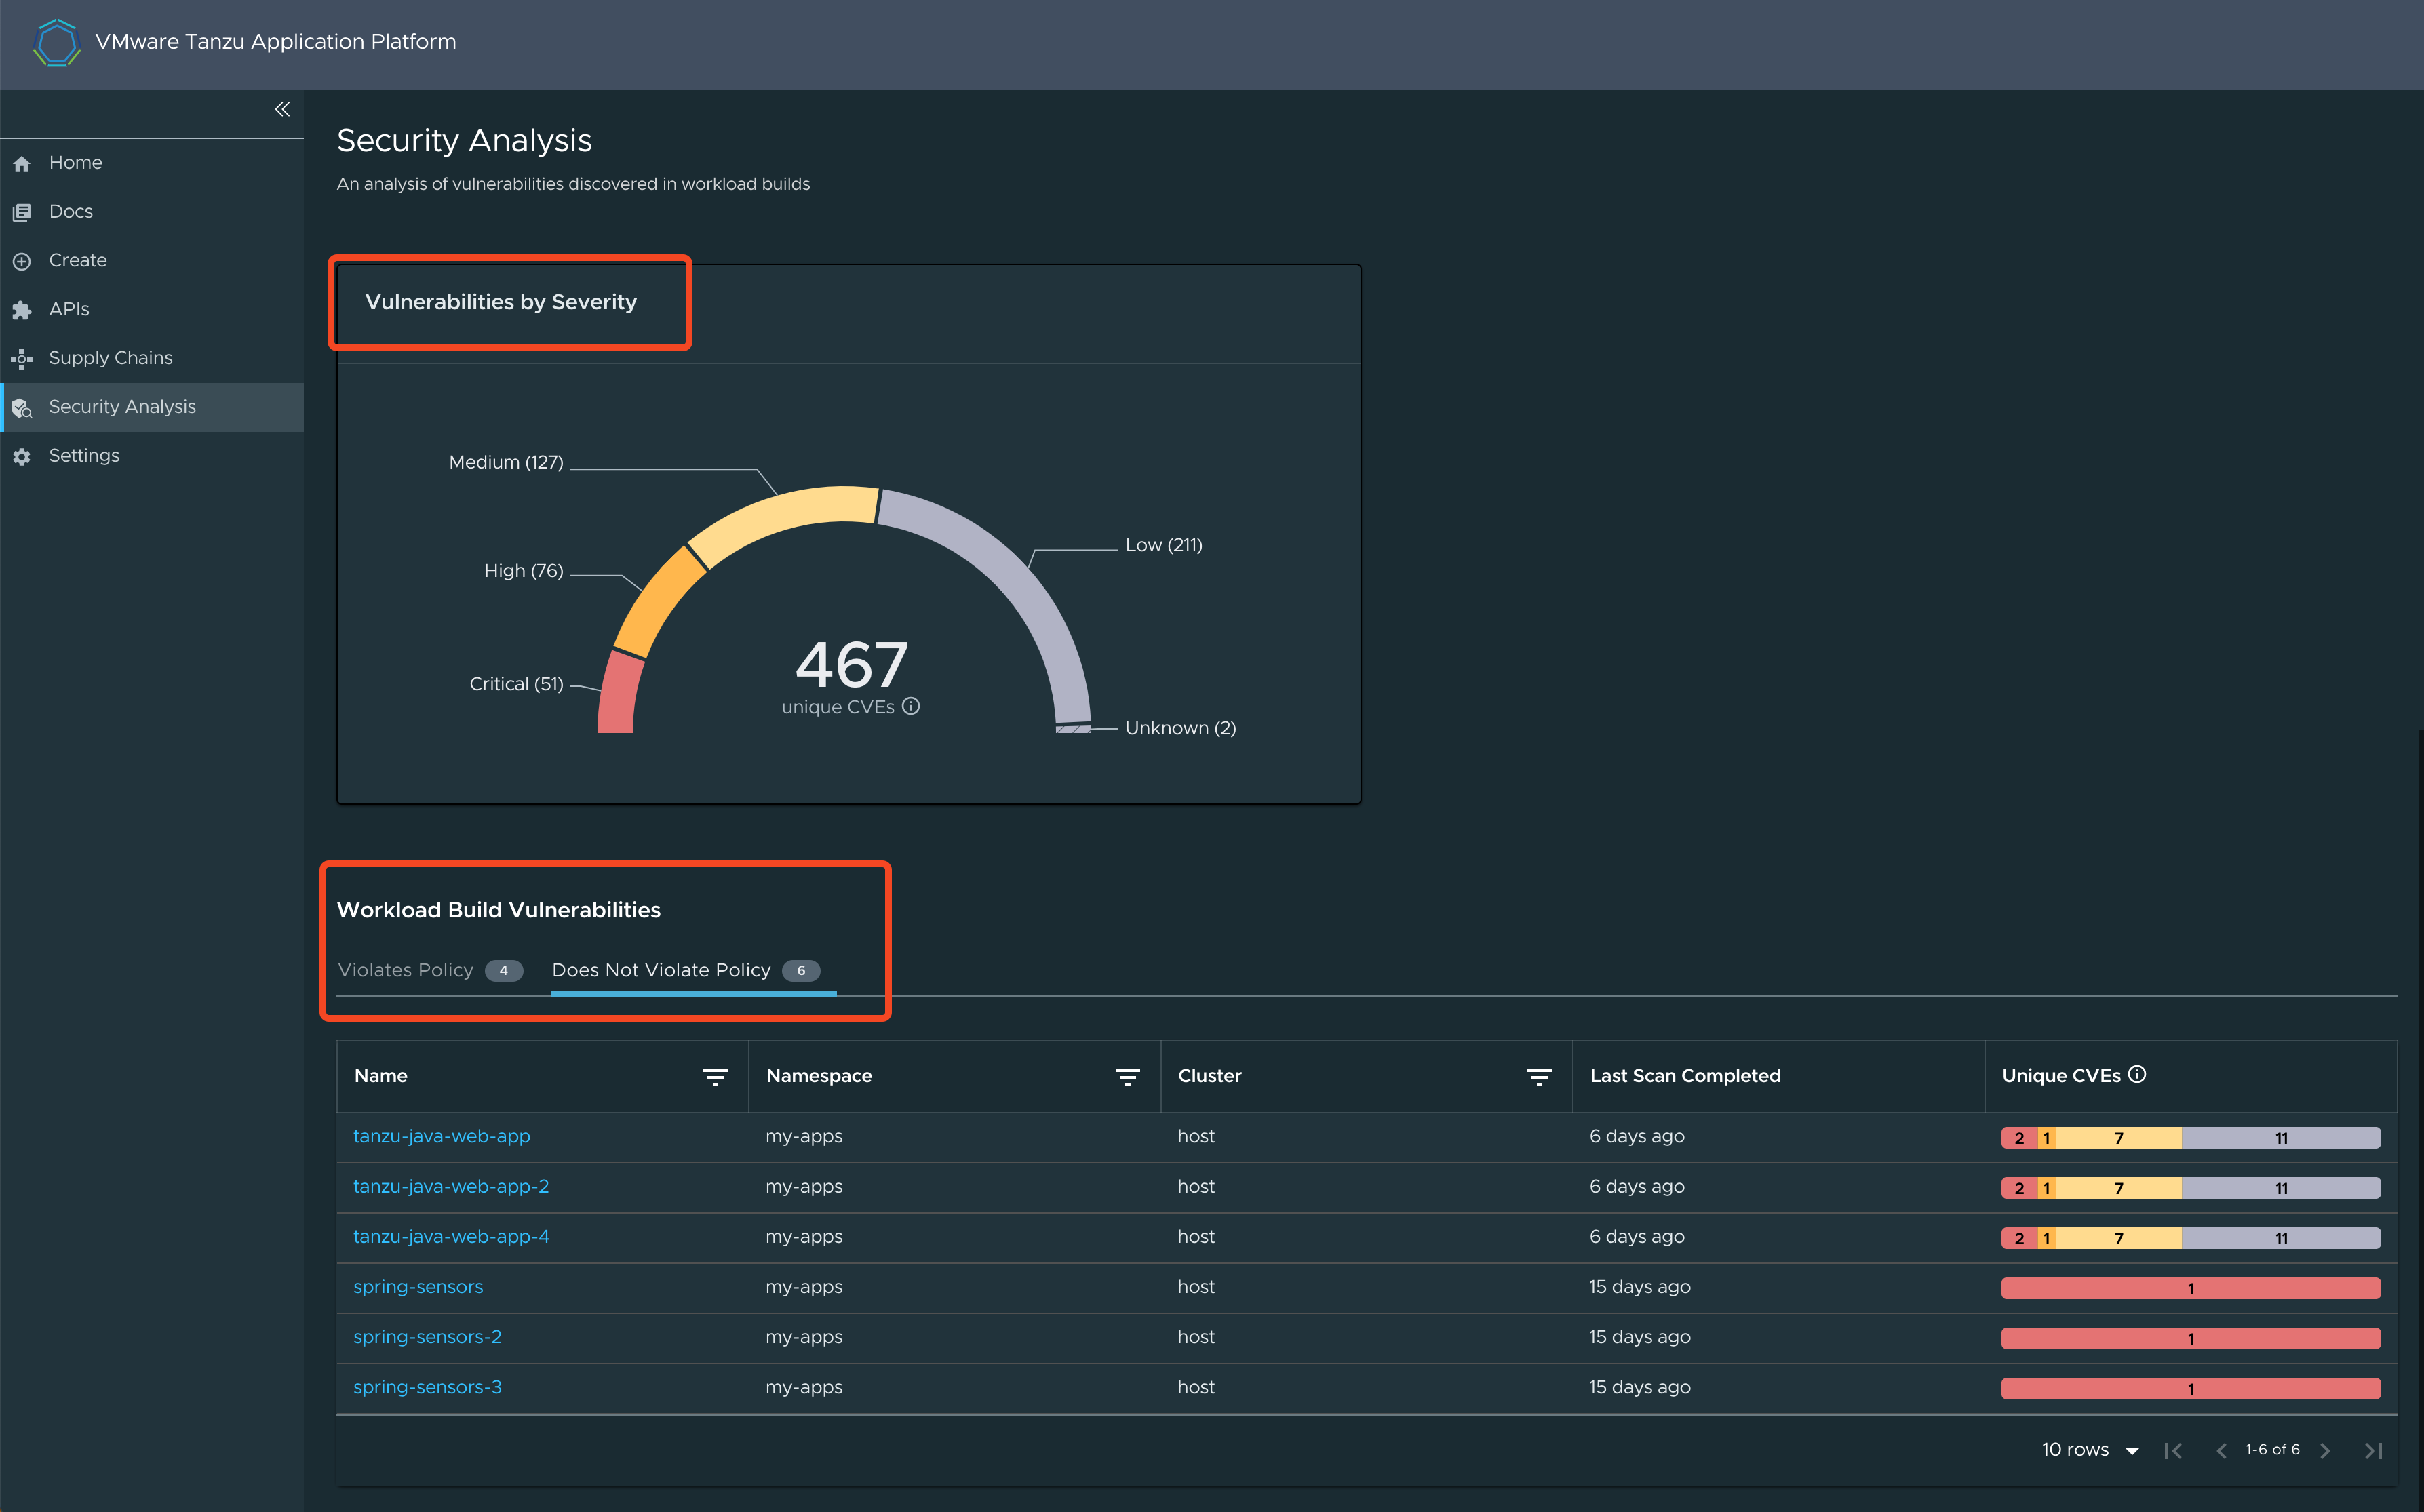 VMware Tanzu Application Platform
Home
Docs
Create
APIs
Supply Chains
Security Analysis
Settings
Security Analysis
An analysis of vulnerabilities discovered in workload builds
Vulnerabilities by Severity
Medium (127)
Low (211)
High (76)
Critical (51)
467
unique CVEs
Unknown (2)
Workload Build Vulnerabilities
Violates Policy 4 Does Not Violate Policy 6
Name Namespace Cluster Last Scan Completed Unique CVEs
tanzu-java-web-app my-apps host 6 days ago 2 1 7 11
tanzu-java-web-app-2 my-apps host 6 days ago 2 1 7 11
tanzu-java-web-app-4 my-apps host 6 days ago 2 1 7 11
spring-sensors my-apps host 15 days ago 1
spring-sensors-2 my-apps host 15 days ago 1
spring-sensors-3 my-apps host 15 days ago 1
10 rows 1-6 of 6